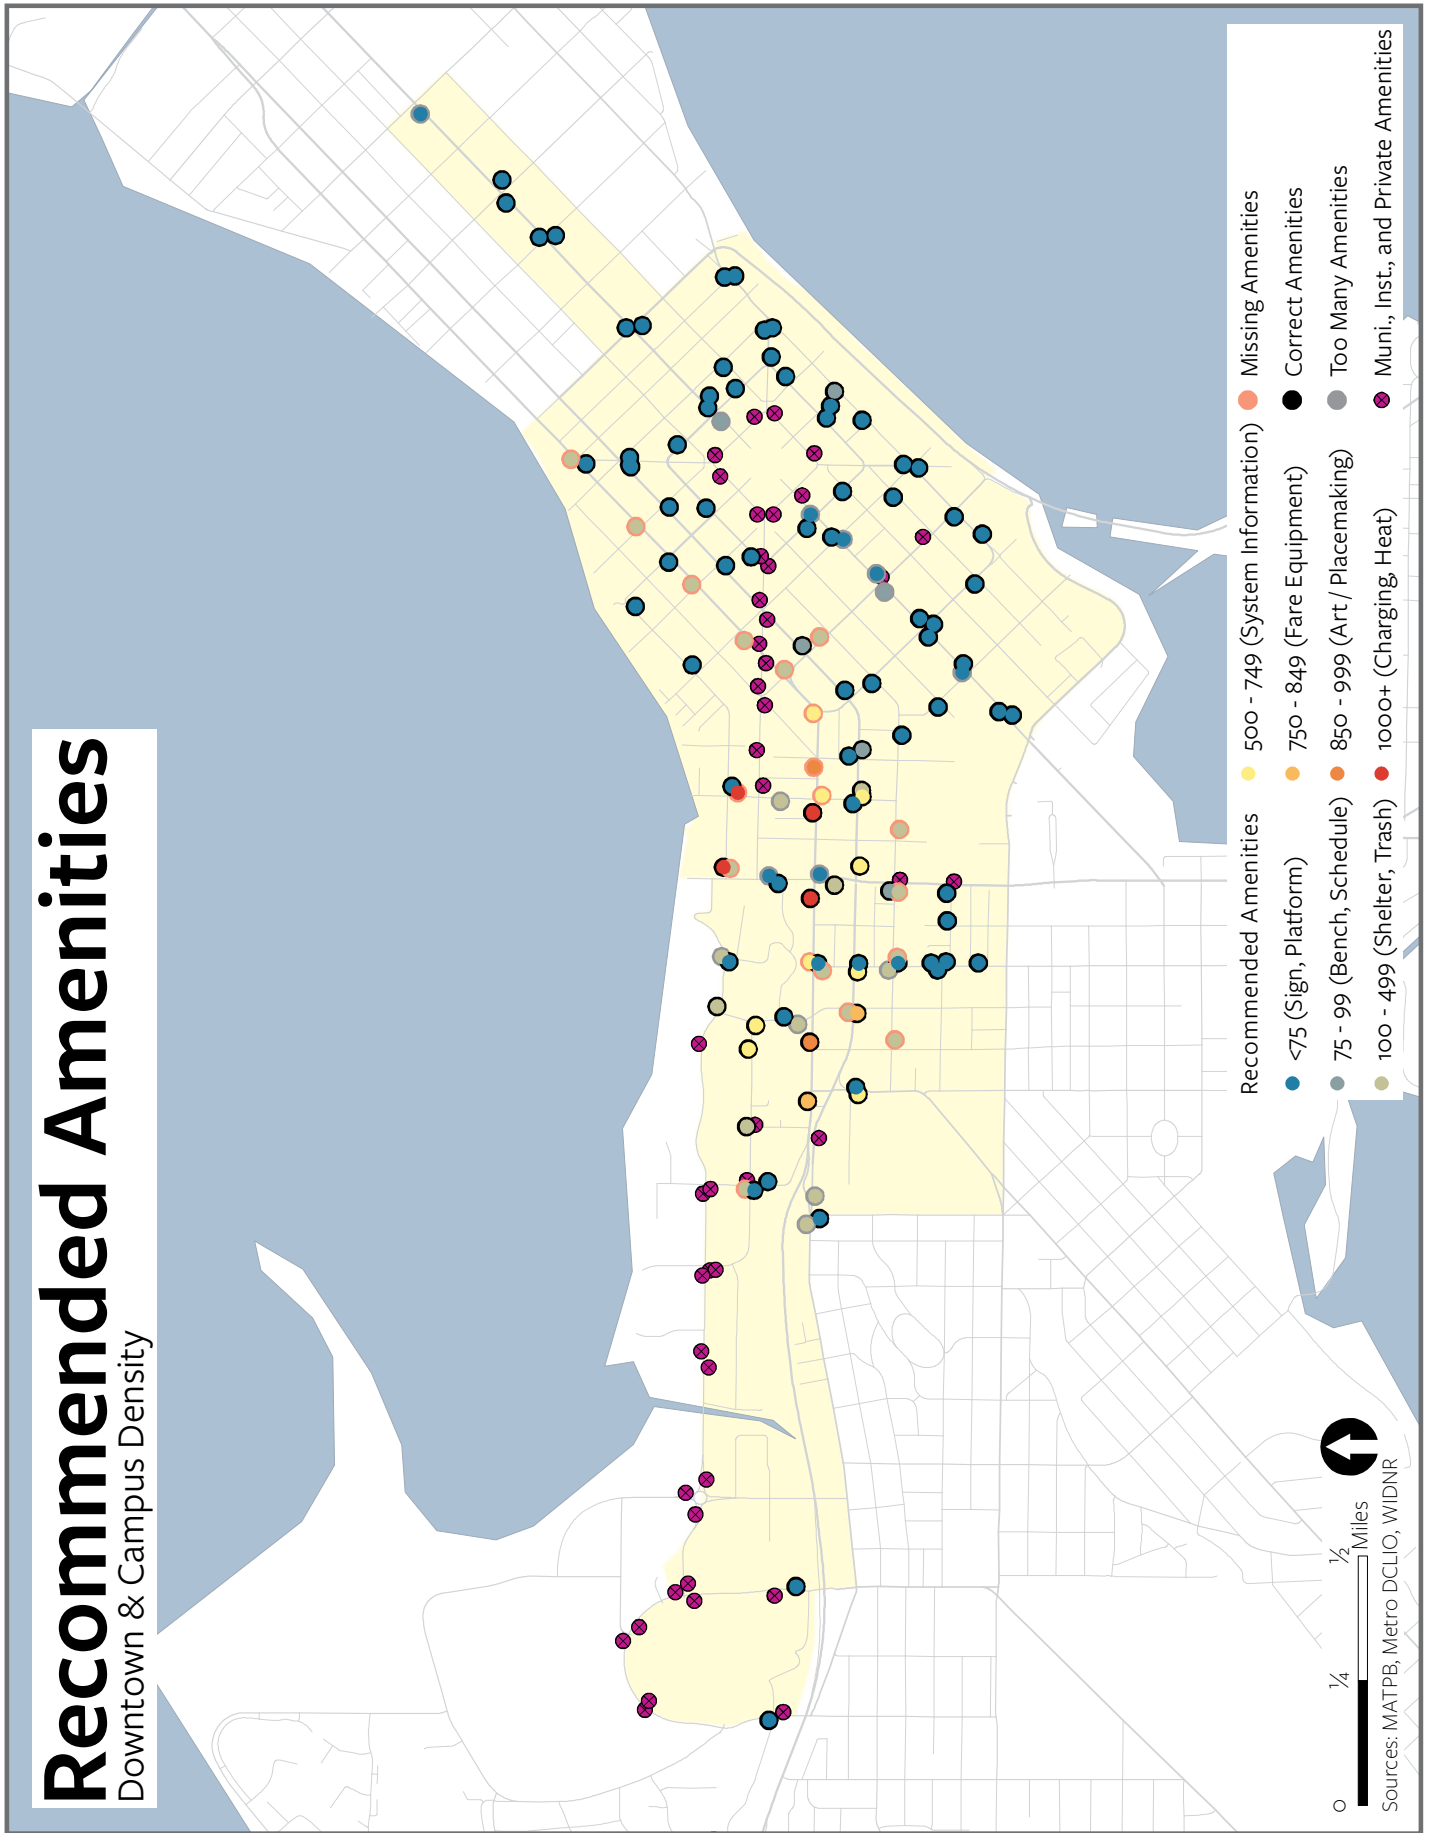 Recommended Amenities
Downtown & Campus Density
Recommended Amenities
<75 (Sign, Platform)
75 - 99 (Bench, Schedule)
100 - 499 (Shelter, Trash)
500 - 749 (System Information)
750 - 849 (Fare Equipment)
850 - 999 (Art / Placemaking)
1000+ (Charging, Heat)
Missing Amenities
Correct Amenities
Too Many Amenities
Muni., Inst., and Private Amenities
0 1/4 1/2
Miles
Sources: MATPB, Metro DCLIO, WIDNR